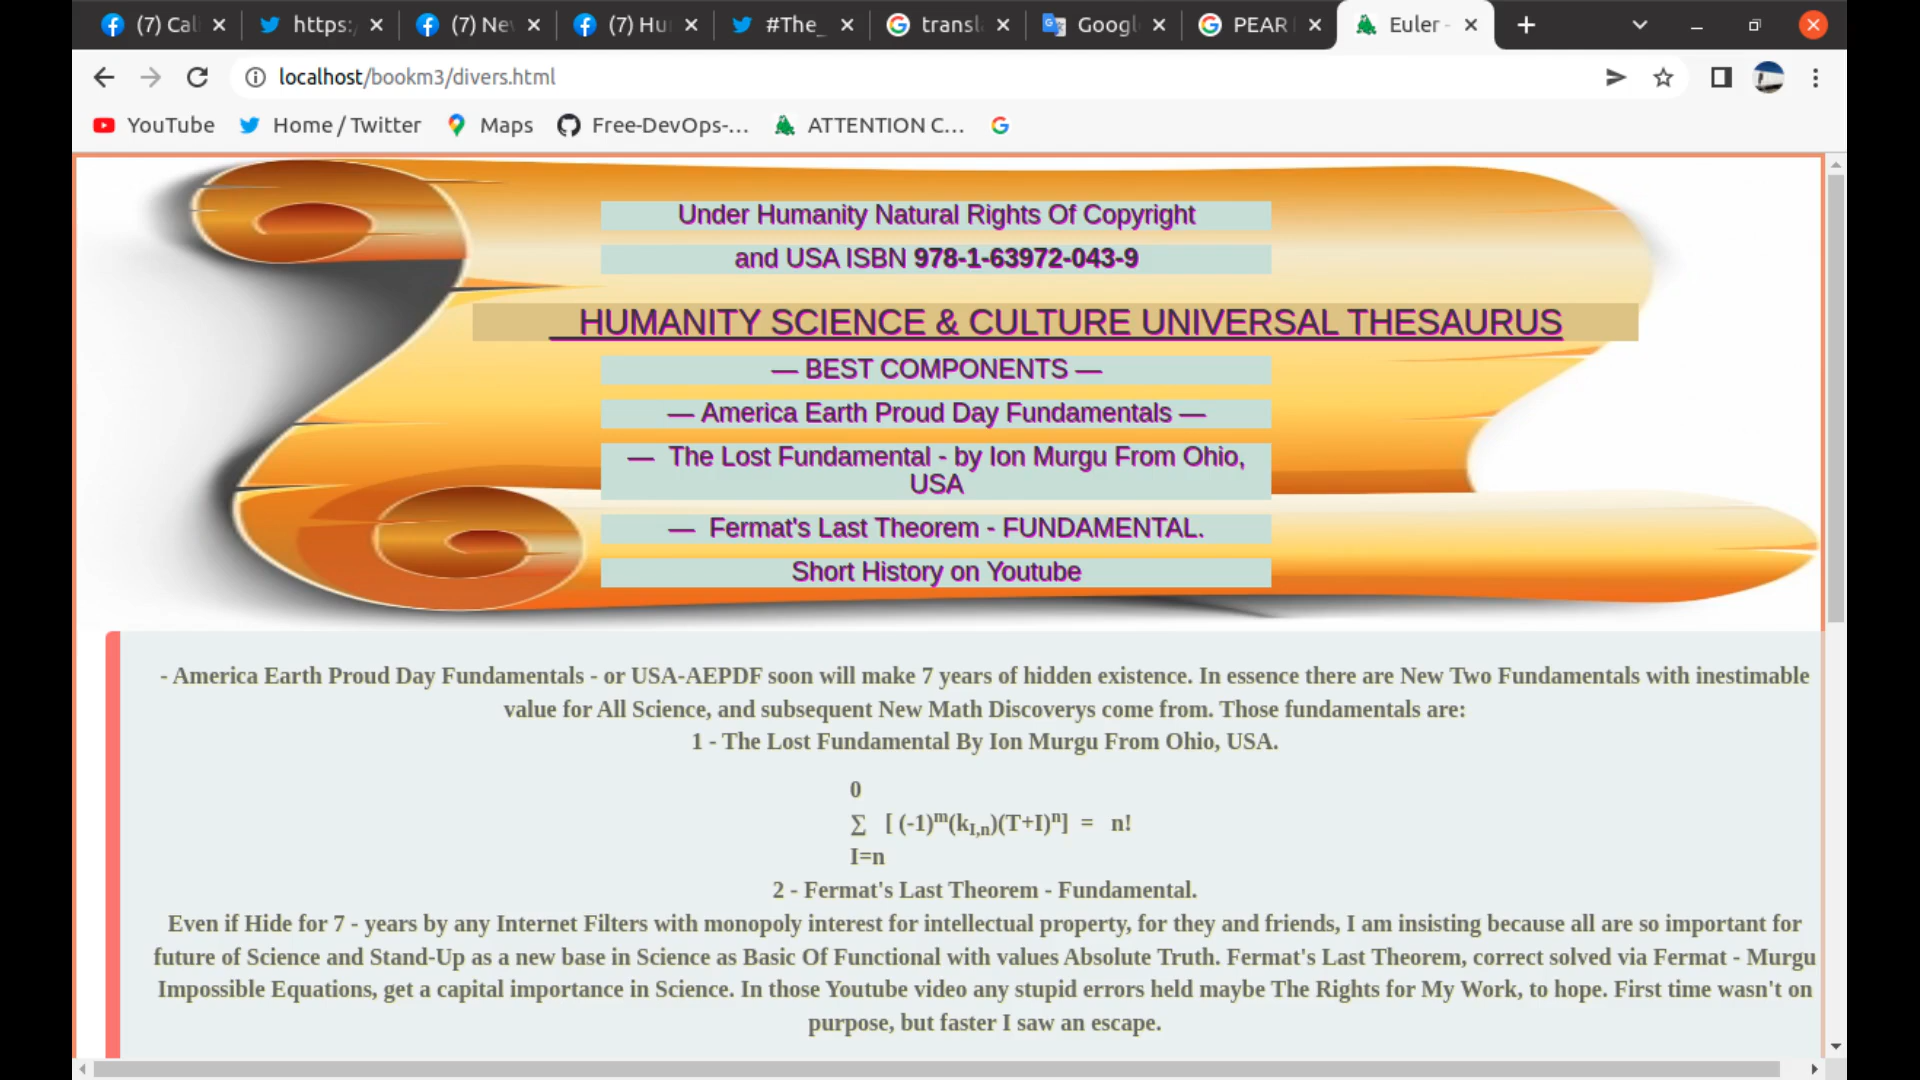 (7) Cal
https:/
(7) Ne
(7) Hu
#The_
transl
Googl
PEAR
Euler -
localhost/bookm3/divers.html
YouTube
Home / Twitter
Maps
Free-DevOps-...
ATTENTION C...
Under Humanity Natural Rights Of Copyright
and USA ISBN 978-1-63972-043-9
HUMANITY SCIENCE & CULTURE UNIVERSAL THESAURUS
— BEST COMPONENTS —
— America Earth Proud Day Fundamentals —
— The Lost Fundamental - by Ion Murgu From Ohio,
USA
— Fermat's Last Theorem - FUNDAMENTAL.
Short History on Youtube
- America Earth Proud Day Fundamentals - or USA-AEPDF soon will make 7 years of hidden existence. In essence there are New Two Fundamentals with inestimable
value for All Science, and subsequent New Math Discoverys come from. Those fundamentals are:
1 - The Lost Fundamental By Ion Murgu From Ohio, USA.
0
∑ [ (-1)ᵐ(k_I,n)(T+I)ⁿ] = n!
I=n
2 - Fermat's Last Theorem - Fundamental.
Even if Hide for 7 - years by any Internet Filters with monopoly interest for intellectual property, for they and friends, I am insisting because all are so important for
future of Science and Stand-Up as a new base in Science as Basic Of Functional with values Absolute Truth. Fermat's Last Theorem, correct solved via Fermat - Murgu
Impossible Equations, get a capital importance in Science. In those Youtube video any stupid errors held maybe The Rights for My Work, to hope. First time wasn't on
purpose, but faster I saw an escape.